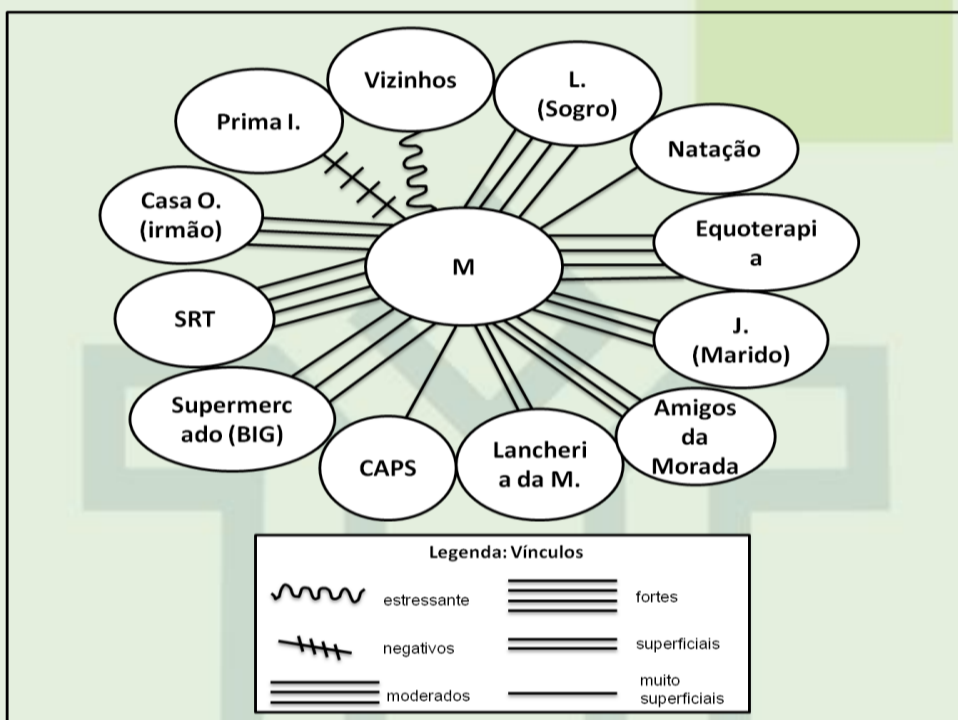 Vizinhos
L.
(Sogro)
Prima I.
Natação
Casa O.
(irmão)
Equoterapi
a
M
SRT
J.
(Marido)
Supermerc
ado (BIG)
Amigos
da
Morada
CAPS
Lancheri
a da M.
Legenda: Vínculos
estressante
fortes
negativos
superficiais
moderados
muito
superficiais